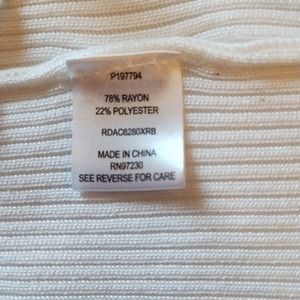 P197794
78% RAYON
22% POLYESTER
RDAC6280XRB
MADE IN CHINA
RN97230
SEE REVERSE FOR CARE